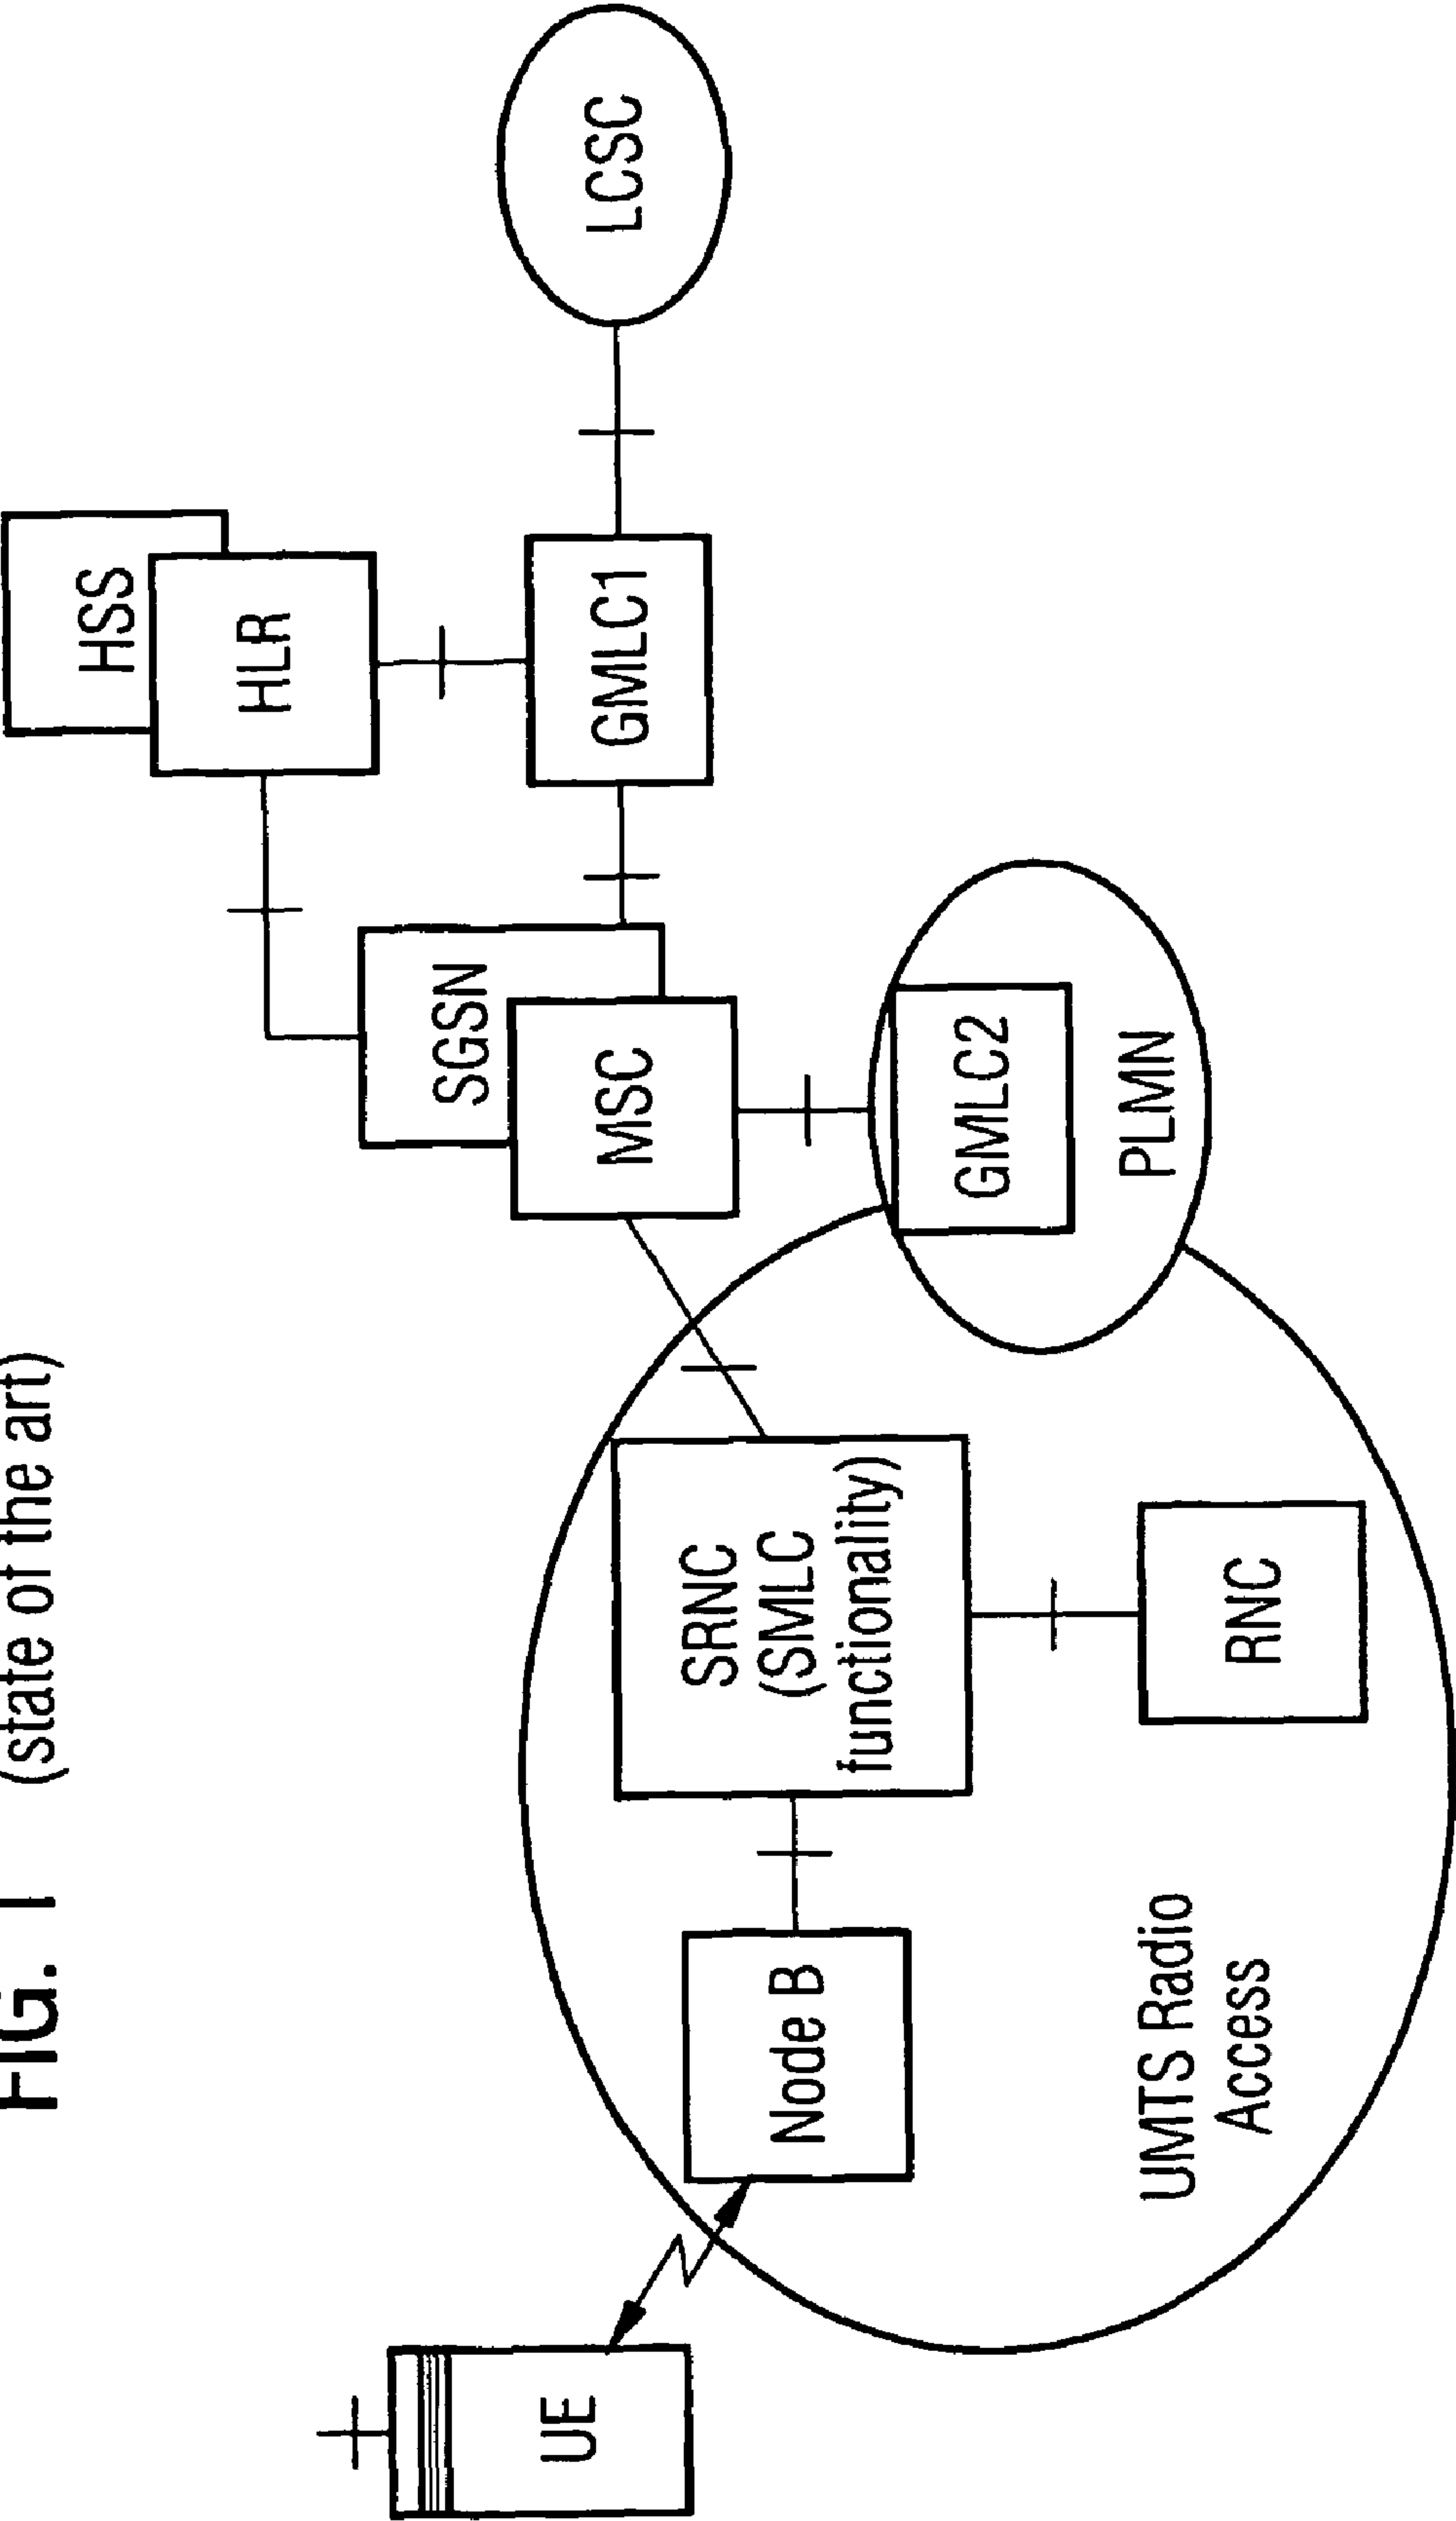 FIG. 1 (state of the art)
HSS
HLR
SGSN
MSC
GMLC1
LCSC
UE
Node B
SRNC
(SMLC
functionality)
GMLC2
PLMN
RNC
UMTS Radio
Access